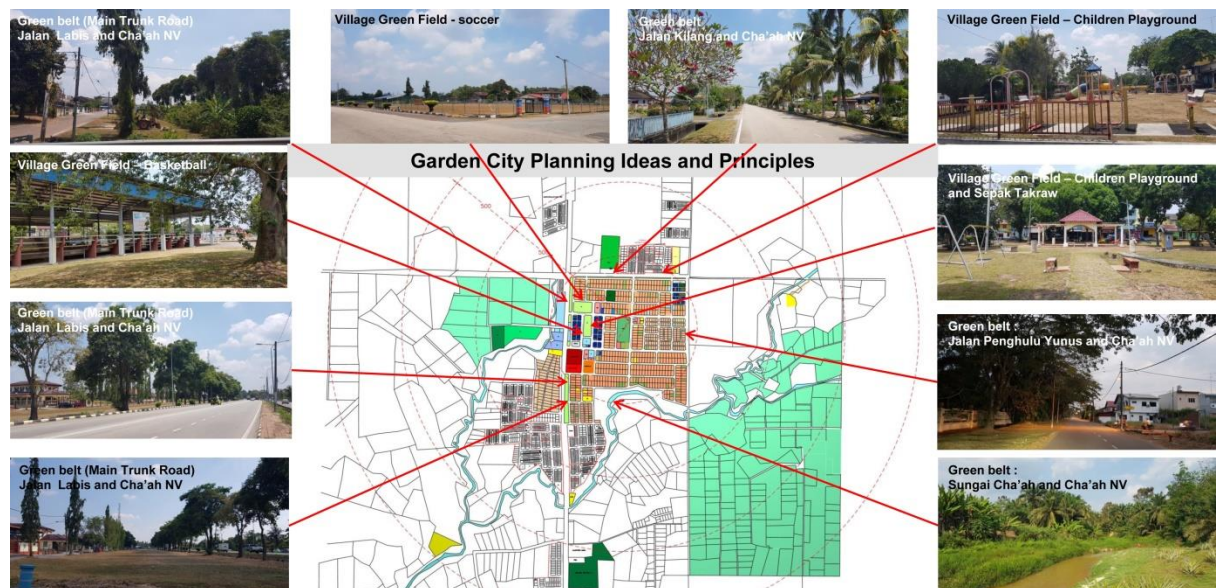 Green belt (Main Trunk Road)
Jalan Labis and Cha'ah NV
Village Green Field - soccer
Green belt
Jalan Kilang and Cha'ah NV
Village Green Field – Children Playground
Garden City Planning Ideas and Principles
Village Green Field - Basketball
Village Green Field – Children Playground
and Sepak Takraw
500
Green belt (Main Trunk Road)
Jalan Labis and Cha'ah NV
Green belt :
Jalan Penghulu Yunus and Cha'ah NV
Green belt (Main Trunk Road)
Jalan Labis and Cha'ah NV
Green belt :
Sungai Cha'ah and Cha'ah NV